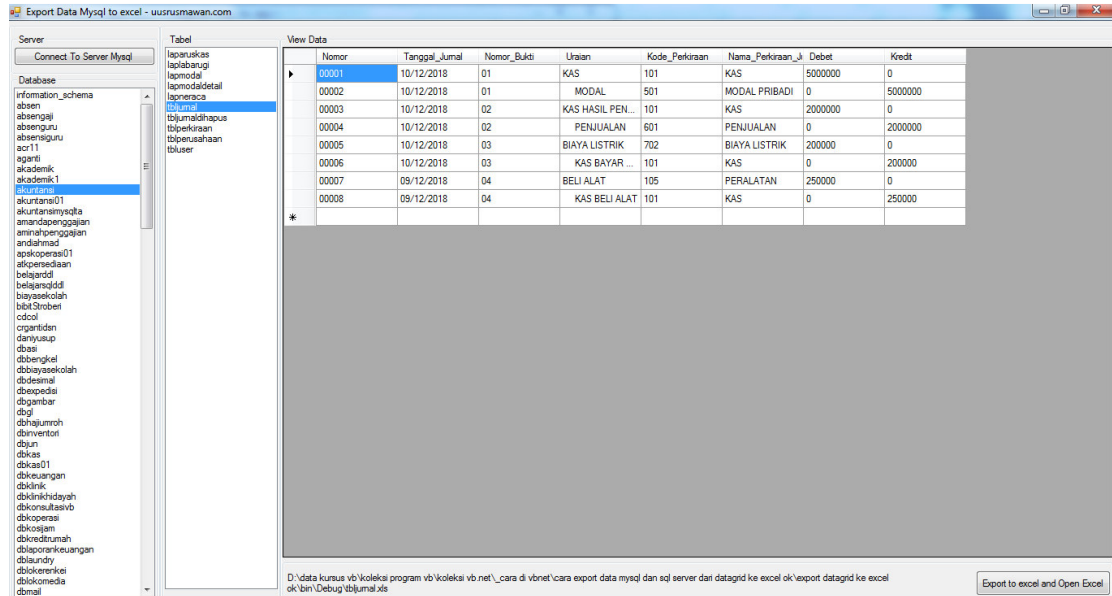 Export Data Mysql to excel - uusrusmawan.com
Server
Connect To Server Mysql
Database
information_schema
absen
absengaji
absenguru
absensiguru
acr11
aganti
akademik
akademik1
akuntansi
akuntansi01
akuntansimysqlta
amandapenggajian
aminahpenggajian
andiahmad
apskoperasi01
atkpersediaan
belajarddl
belajarsqlddl
biayasekolah
bibitStroberi
cdcol
crgantidsn
daniyusup
dbasi
dbbengkel
dbbiayasekolah
dbdesimal
dbexpedisi
dbgambar
dbgl
dbhajiumroh
dbinventori
dbjun
dbkas
dbkas01
dbkeuangan
dbklinik
dbklinikhidayah
dbkonsultasivb
dbkoperasi
dbkosijam
dbkreditrumah
dblaporankeuangan
dblaundry
dblokerenkei
dblokomedia
dbmail
Tabel
laparuskas
laplabarugi
lapmodal
lapmodaldetail
lapneraca
tbljurnal
tbljurnaldihapus
tblperkiraan
tblperusahaan
tbluser
View Data
Nomor Tanggal_Jurnal Nomor_Bukti Uraian Kode_Perkiraan Nama_Perkiraan_Ju Debet Kredit
00001 10/12/2018 01 KAS 101 KAS 5000000 0
00002 10/12/2018 01 MODAL 501 MODAL PRIBADI 0 5000000
00003 10/12/2018 02 KAS HASIL PEN... 101 KAS 2000000 0
00004 10/12/2018 02 PENJUALAN 601 PENJUALAN 0 2000000
00005 10/12/2018 03 BIAYA LISTRIK 702 BIAYA LISTRIK 200000 0
00006 10/12/2018 03 KAS BAYAR ... 101 KAS 0 200000
00007 09/12/2018 04 BELI ALAT 105 PERALATAN 250000 0
00008 09/12/2018 04 KAS BELI ALAT 101 KAS 0 250000
D:\data kursus vb\koleksi program vb\koleksi vb.net\_cara di vbnet\cara export data mysql dan sql server dari datagrid ke excel ok\export datagrid ke excel
ok\bin\Debug\tbljurnal.xls
Export to excel and Open Excel